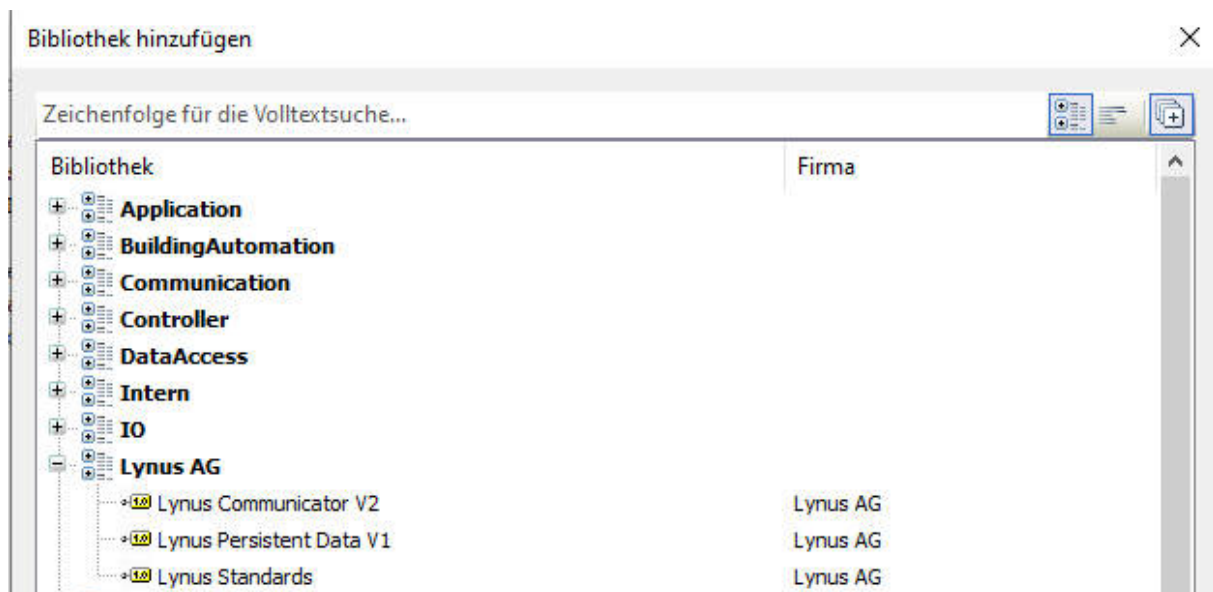 Bibliothek hinzufügen
Zeichenfolge für die Volltextsuche...
Bibliothek Firma
Application
BuildingAutomation
Communication
Controller
DataAccess
Intern
IO
Lynus AG
Lynus Communicator V2 Lynus AG
Lynus Persistent Data V1 Lynus AG
Lynus Standards Lynus AG